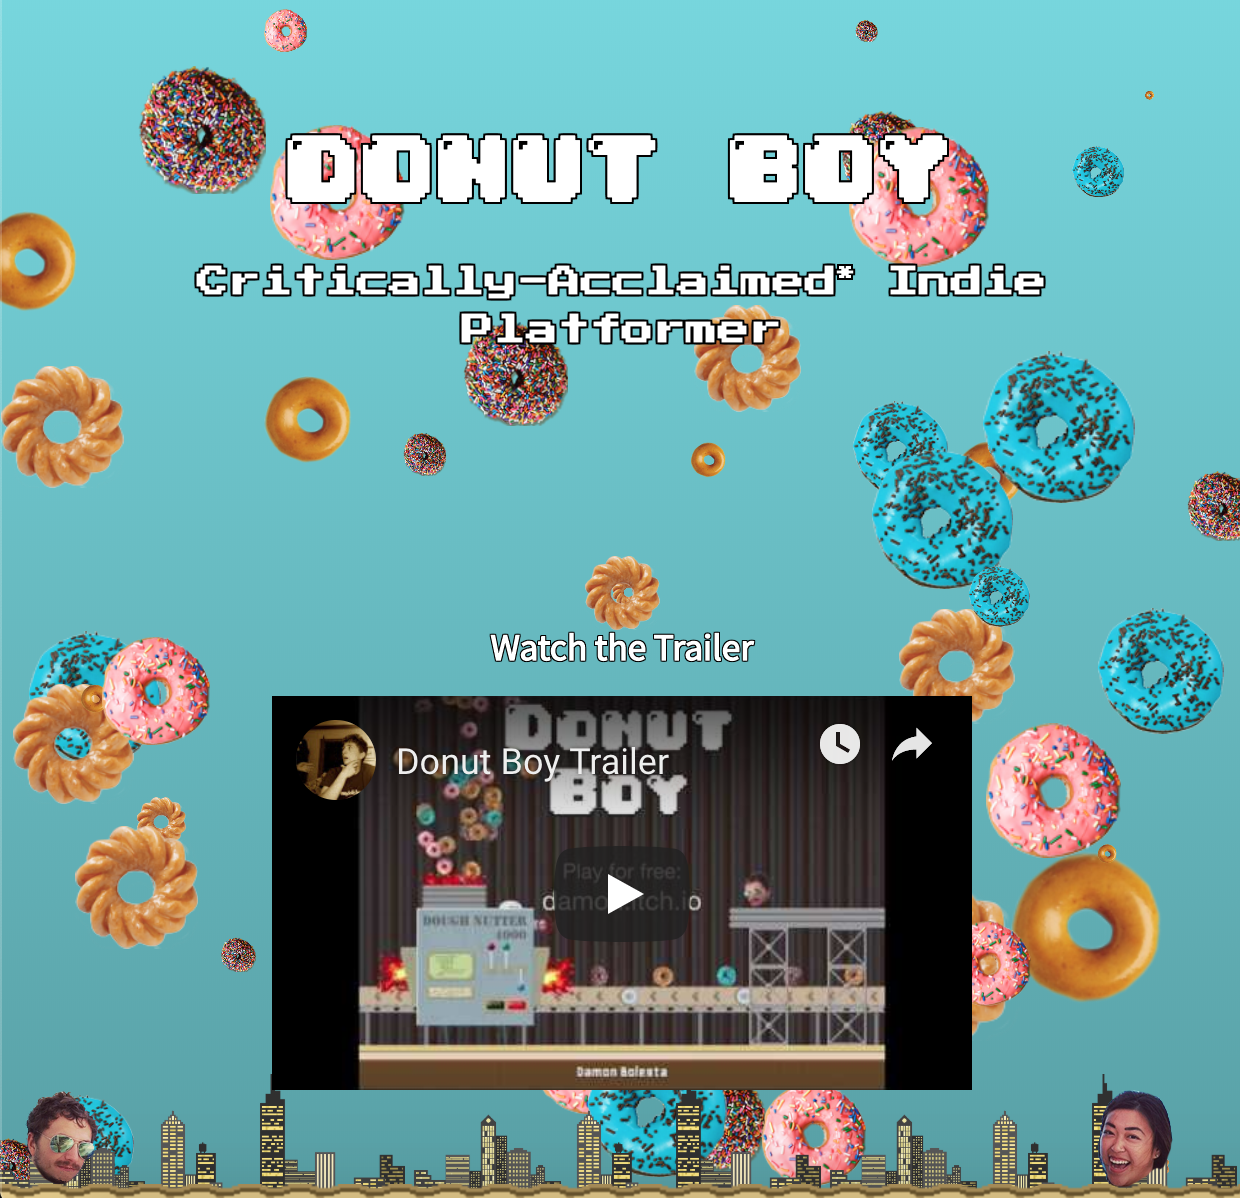 DONUT BOY
Critically-Acclaimed* Indie
Platformer
Watch the Trailer
Donut Boy Trailer
DONUT
BOY
Play for free:
DOUGH NUTTER
4000
Damon Bolesta